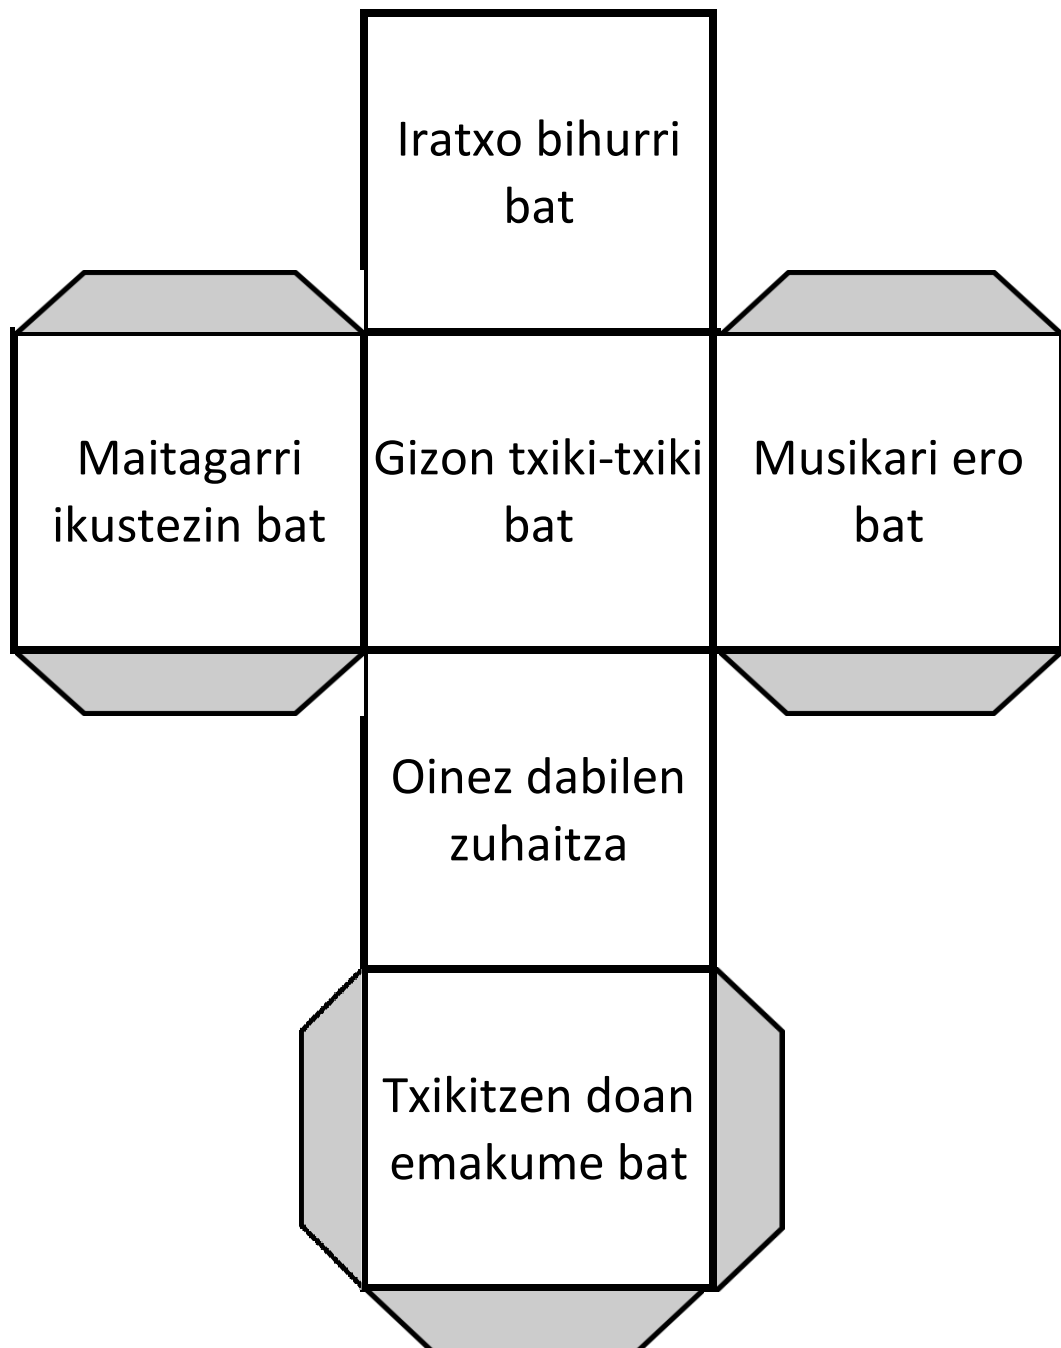 Iratxo bihurri
bat
Maitagarri
ikustezin bat
Gizon txiki-txiki
bat
Musikari ero
bat
Oinez dabilen
zuhaitza
Txikitzen doan
emakume bat